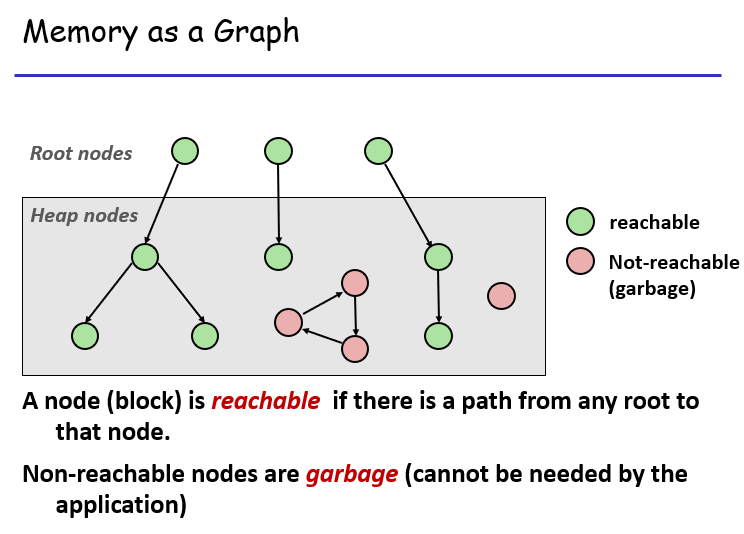 Memory as a Graph
Root nodes
Heap nodes
reachable
Not-reachable
(garbage)
A node (block) is reachable if there is a path from any root to
that node.
Non-reachable nodes are garbage (cannot be needed by the
application)